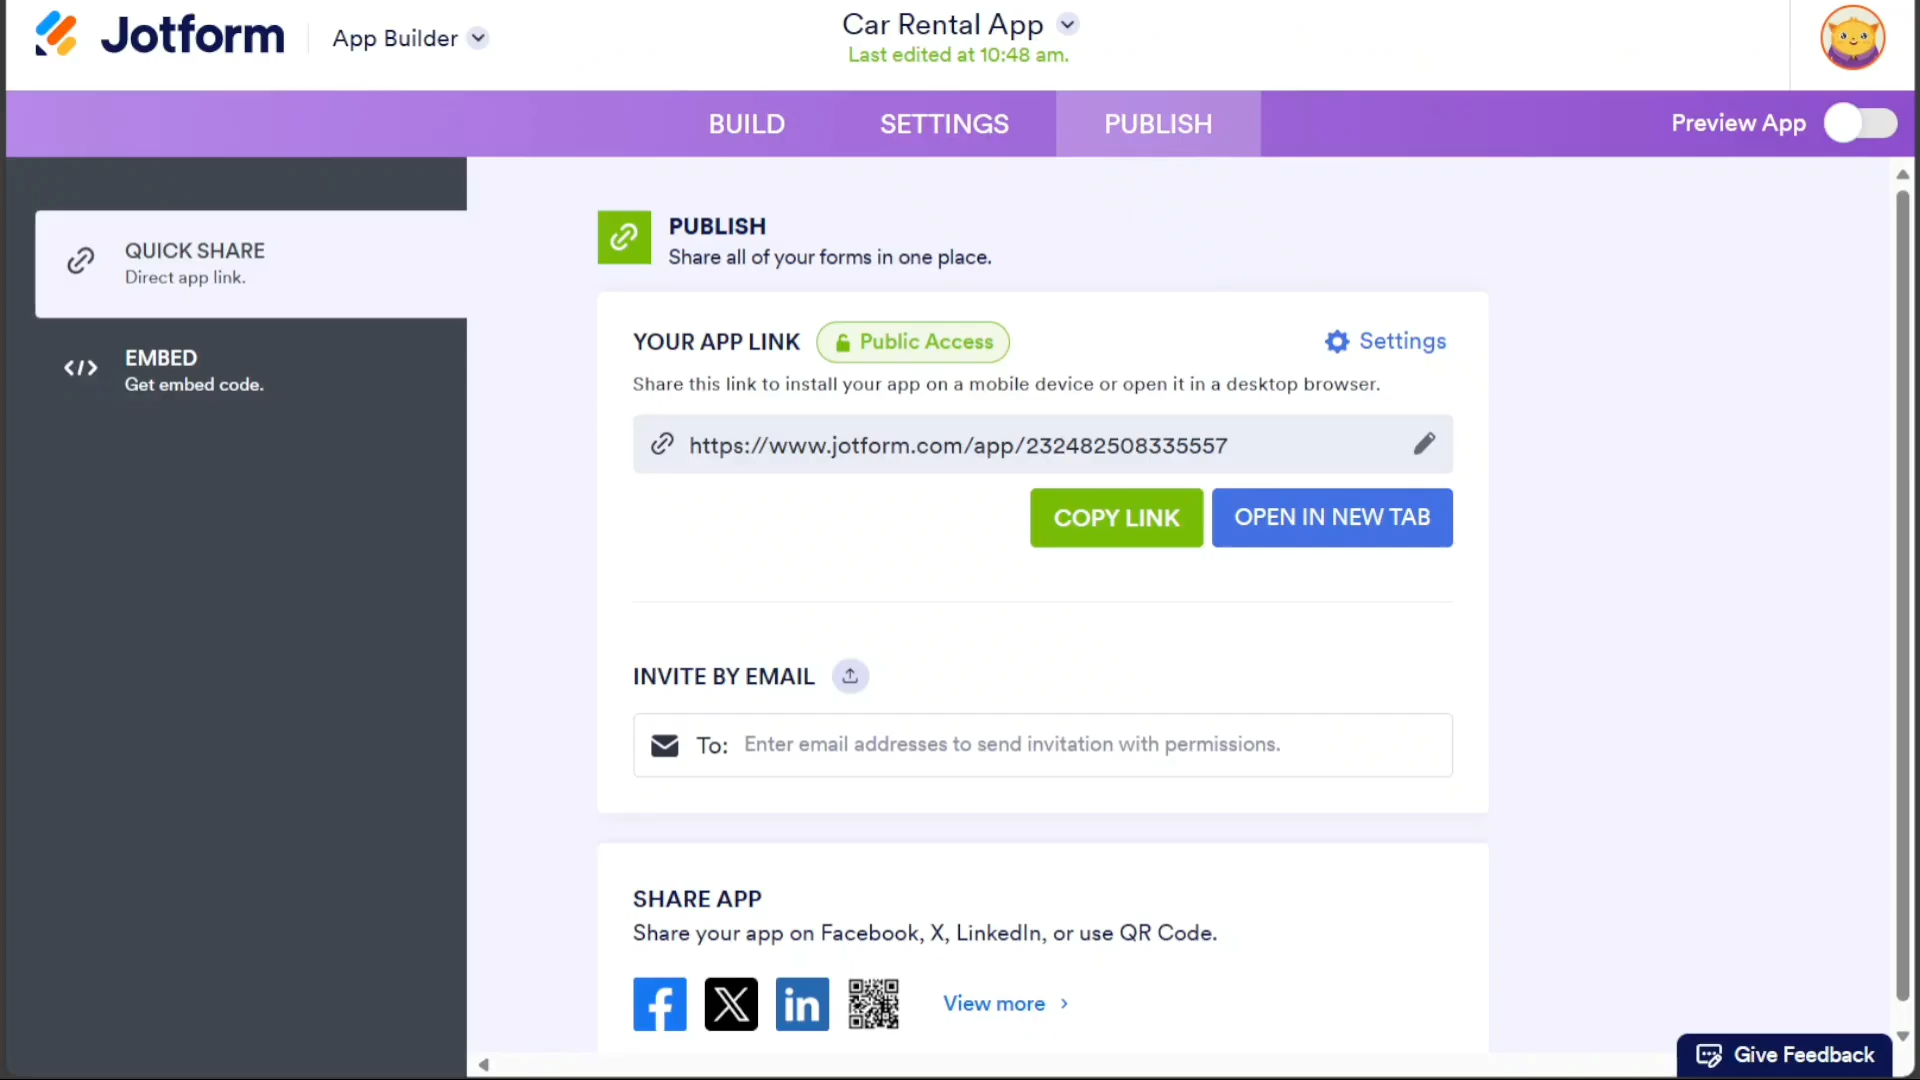 Jotform
App Builder
Car Rental App
Last edited at 10:48 am.
BUILD
SETTINGS
PUBLISH
Preview App
QUICK SHARE
Direct app link.
EMBED
Get embed code.
PUBLISH
Share all of your forms in one place.
YOUR APP LINK
Public Access
Settings
Share this link to install your app on a mobile device or open it in a desktop browser.
https://www.jotform.com/app/232482508335557
COPY LINK
OPEN IN NEW TAB
INVITE BY EMAIL
To: Enter email addresses to send invitation with permissions.
SHARE APP
Share your app on Facebook, X, LinkedIn, or use QR Code.
View more
Give Feedback